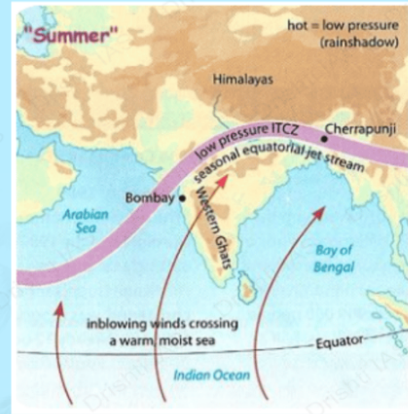 "Summer"
hot = low pressure
(rainshadow)
Himalayas
low pressure ITCZ
Cherrapunji
seasonal equatorial jet stream
Bombay
Western Ghats
Arabian
Sea
Bay of
Bengal
inblowing winds crossing
a warm, moist sea
Equator
Indian Ocean